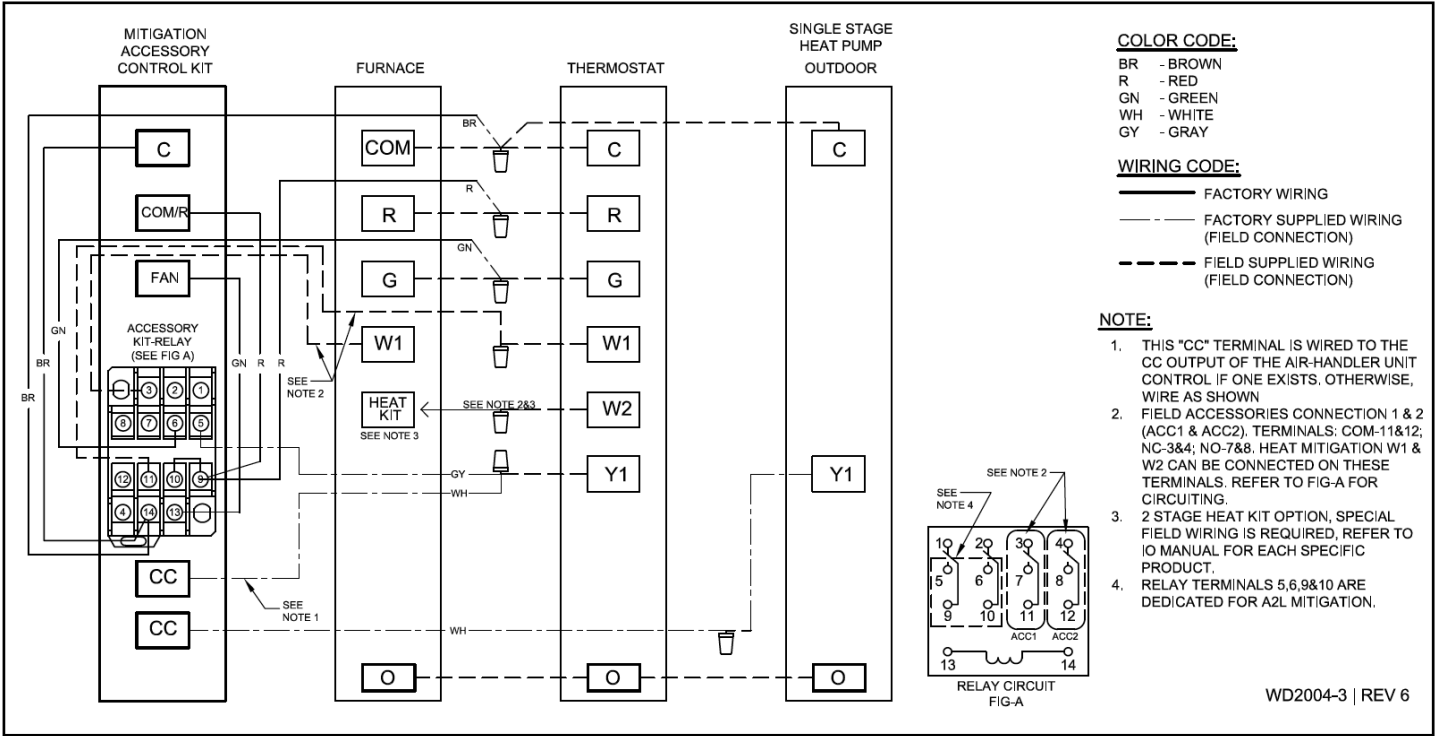 MITIGATION
ACCESSORY
CONTROL KIT
FURNACE
THERMOSTAT
SINGLE STAGE
HEAT PUMP
OUTDOOR
BR
C
COM
C
C
R
COM/R
R
R
GN
FAN
G
G
GN
ACCESSORY
KIT-RELAY
(SEE FIG A)
W1
W1
BR
GN
R
R
SEE
NOTE 2
BR
3
2
1
8
7
6
5
HEAT
KIT
SEE NOTE 2&3
W2
SEE NOTE 3
12
11
10
9
GY
WH
Y1
Y1
4
14
13
CC
SEE
NOTE 1
CC
WH
O
O
O
COLOR CODE:
BR - BROWN
R - RED
GN - GREEN
WH - WHITE
GY - GRAY
WIRING CODE:
FACTORY WIRING
FACTORY SUPPLIED WIRING
(FIELD CONNECTION)
FIELD SUPPLIED WIRING
(FIELD CONNECTION)
NOTE:
1. THIS "CC" TERMINAL IS WIRED TO THE
CC OUTPUT OF THE AIR-HANDLER UNIT
CONTROL IF ONE EXISTS. OTHERWISE,
WIRE AS SHOWN
2. FIELD ACCESSORIES CONNECTION 1 & 2
(ACC1 & ACC2). TERMINALS: COM-11&12;
NC-3&4; NO-7&8. HEAT MITIGATION W1 &
W2 CAN BE CONNECTED ON THESE
TERMINALS. REFER TO FIG-A FOR
CIRCUITING.
3. 2 STAGE HEAT KIT OPTION, SPECIAL
FIELD WIRING IS REQUIRED, REFER TO
IO MANUAL FOR EACH SPECIFIC
PRODUCT.
4. RELAY TERMINALS 5,6,9&10 ARE
DEDICATED FOR A2L MITIGATION.
SEE NOTE 2
SEE
NOTE 4
1
2
3
4
5
6
7
8
9
10
11
12
ACC1
ACC2
13
14
RELAY CIRCUIT
FIG-A
WD2004-3 | REV 6